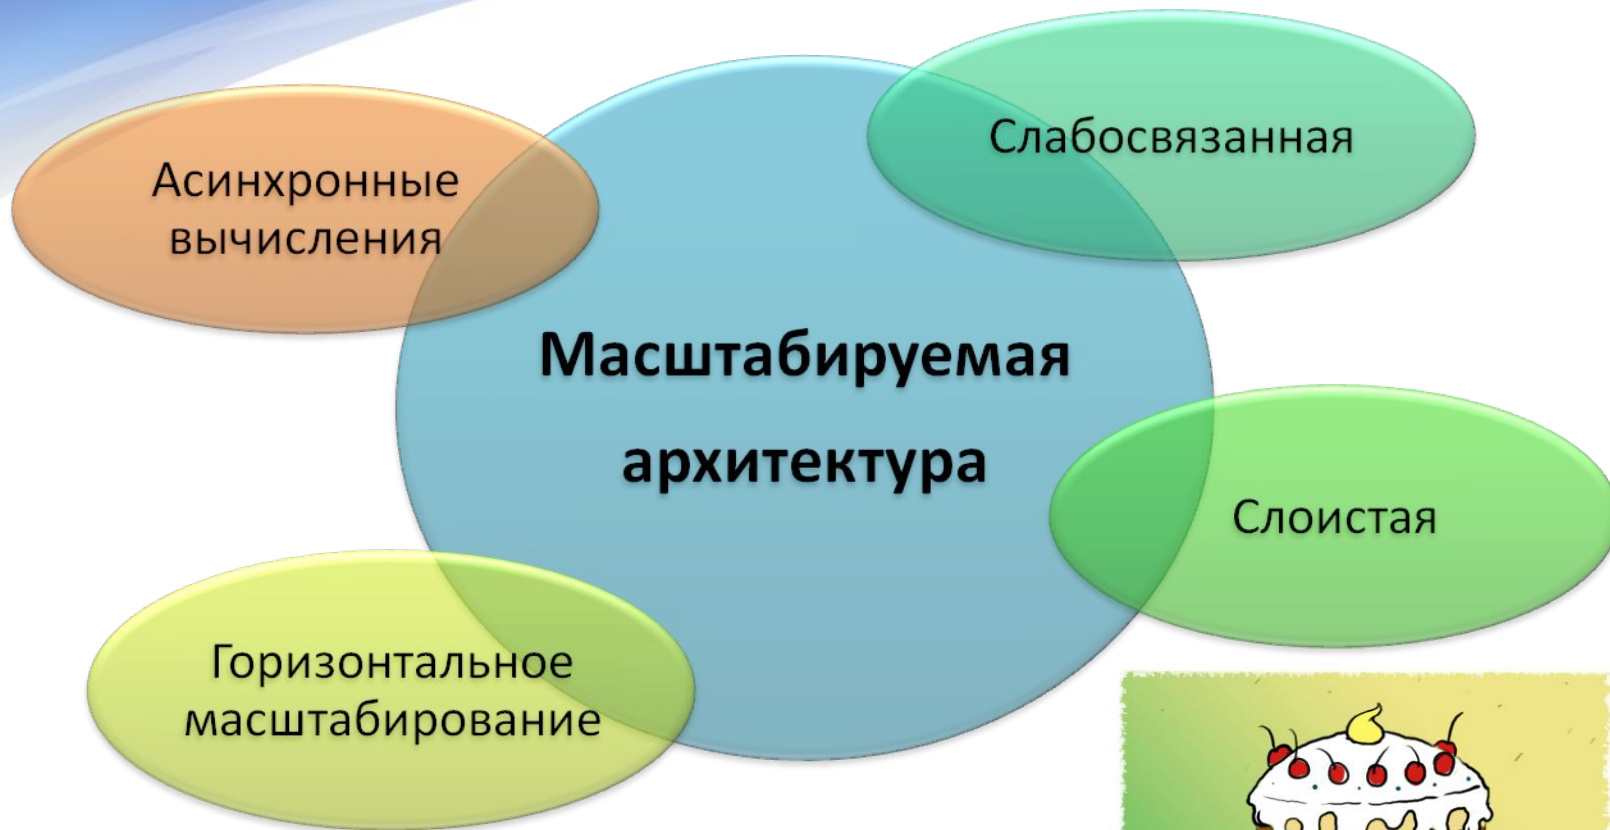 Слабосвязанная
Асинхронные
вычисления
Масштабируемая
архитектура
Слоистая
Горизонтальное
масштабирование